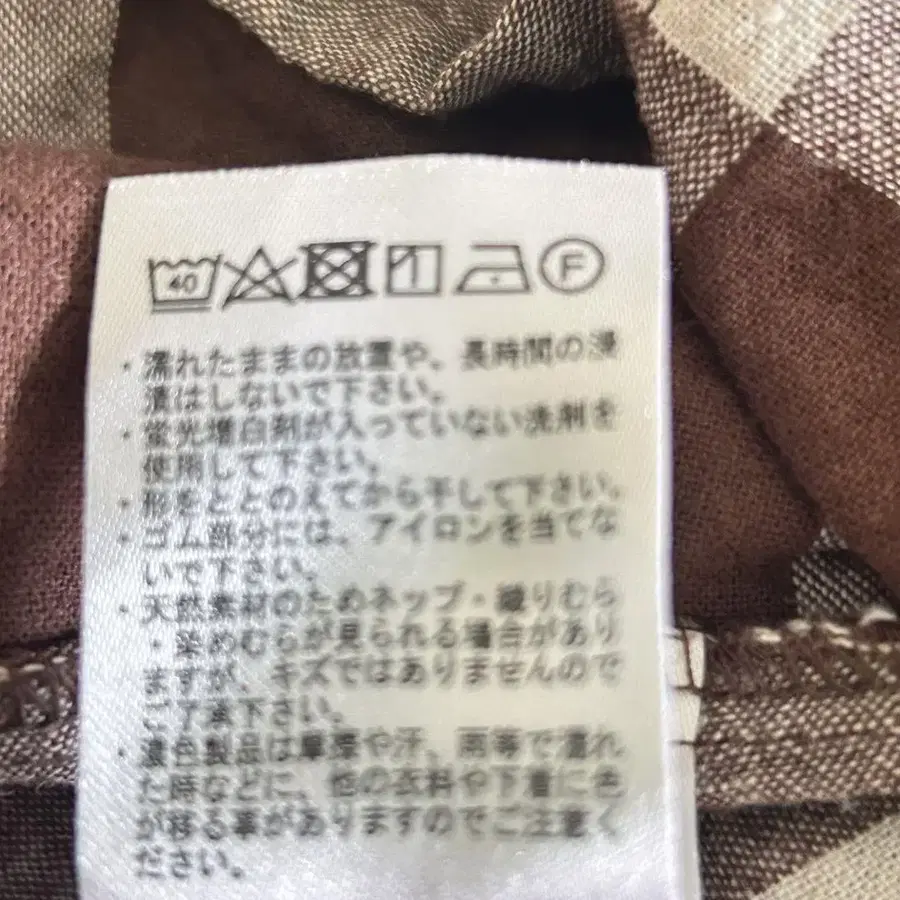 40 F
・濡れたままの放置や、長時間の浸
漬はしないで下さい。
・蛍光増白剤が入っていない洗剤を
使用して下さい。
・形をととのえてから干して下さい。
・ゴム部分には、アイロンを当てな
いで下さい。
・天然素材のためネップ・織りむら
・染めむらが見られる場合があり
ますが、キズではありませんので
ご了承下さい。
・濃色製品は摩擦や汗、雨等で濡れ
た時などに、他の衣料や下着に色
が移る事がありますのでご注意く
ださい。